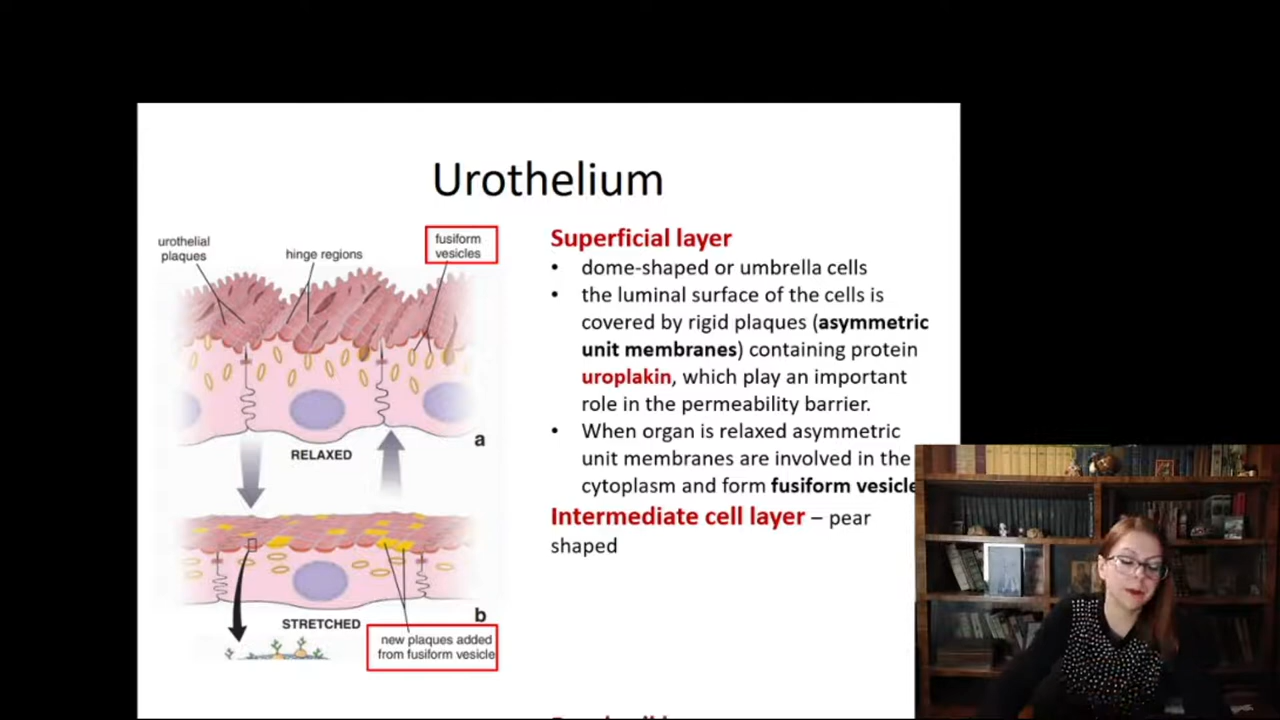 Urothelium
urothelial
plaques
hinge regions
fusiform
vesicles
a
RELAXED
b
STRETCHED
new plaques added
from fusiform vesicle
Superficial layer
• dome-shaped or umbrella cells
• the luminal surface of the cells is
covered by rigid plaques (asymmetric
unit membranes) containing protein
uroplakin, which play an important
role in the permeability barrier.
• When organ is relaxed asymmetric
unit membranes are involved in the
cytoplasm and form fusiform vesicle
Intermediate cell layer – pear
shaped